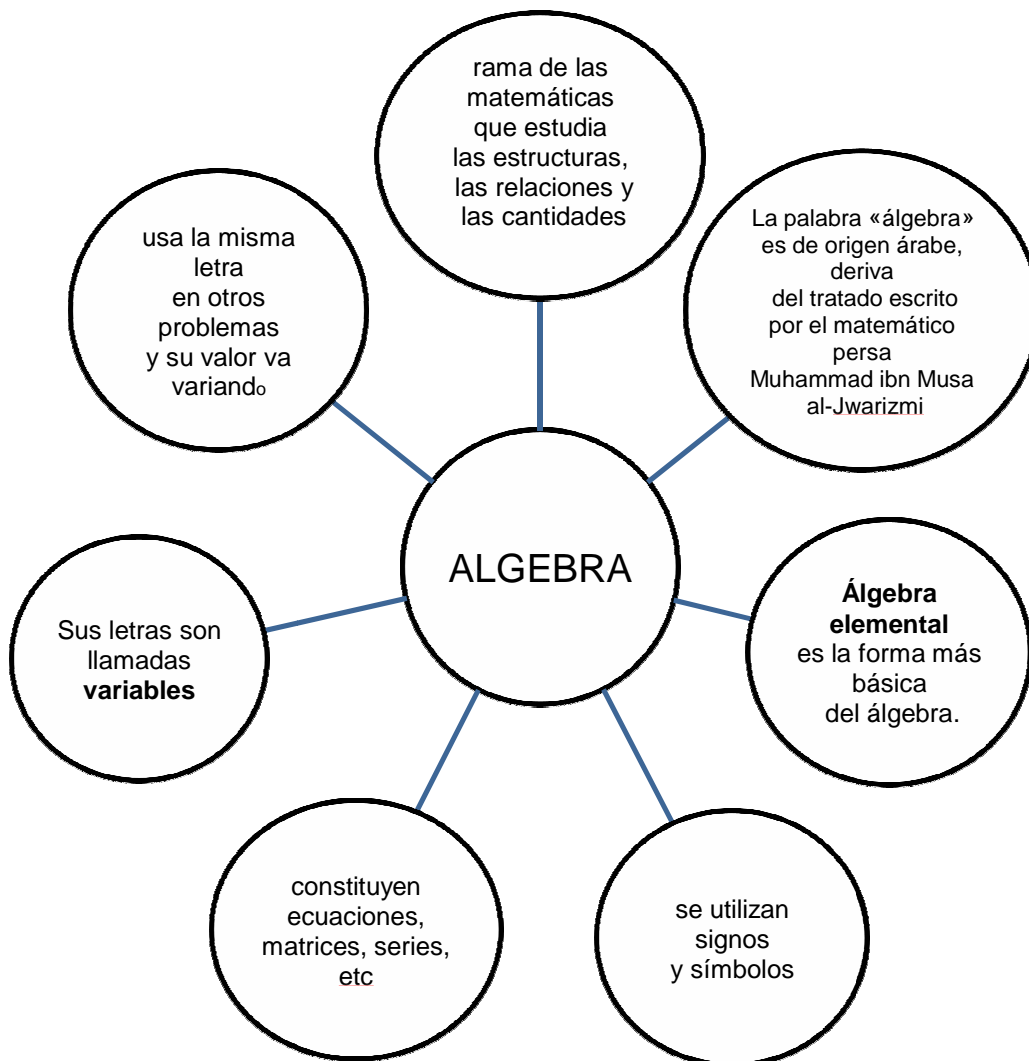 rama de las
matemáticas
que estudia
las estructuras,
las relaciones y
las cantidades
La palabra «álgebra»
es de origen árabe,
deriva
del tratado escrito
por el matemático
persa
Muhammad ibn Musa
al-Jwarizmi
usa la misma
letra
en otros
problemas
y su valor va
variando
ALGEBRA
Álgebra
elemental
es la forma más
básica
del álgebra.
Sus letras son
llamadas
variables
constituyen
ecuaciones,
matrices, series,
etc
se utilizan
signos
y símbolos